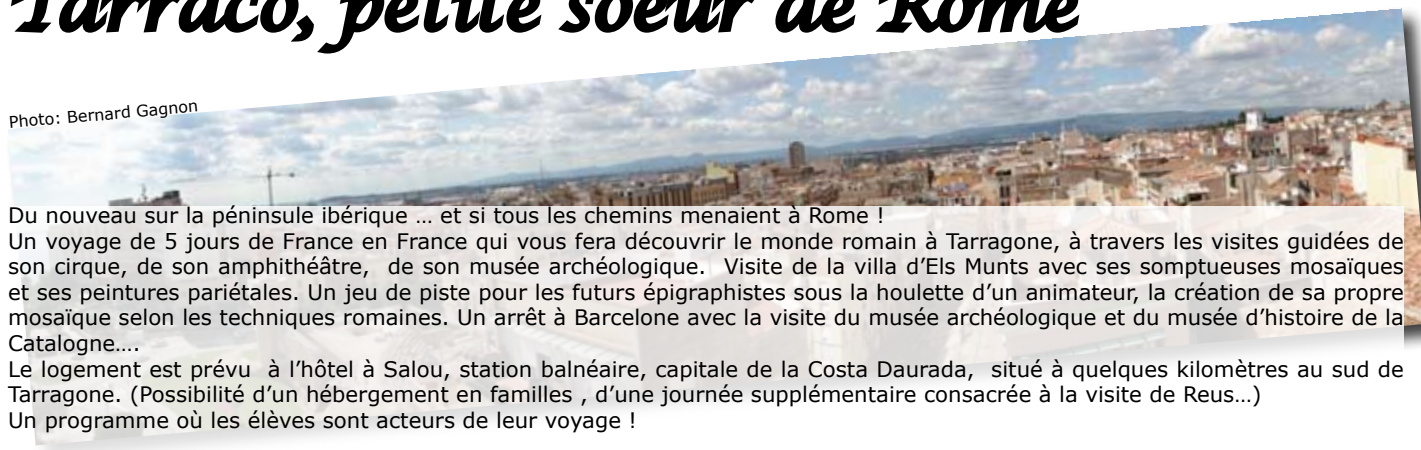 Tarraco, petite soeur de Rome
Photo: Bernard Gagnon
Du nouveau sur la péninsule ibérique … et si tous les chemins menaient à Rome !
Un voyage de 5 jours de France en France qui vous fera découvrir le monde romain à Tarragone, à travers les visites guidées de
son cirque, de son amphithéâtre, de son musée archéologique. Visite de la villa d’Els Munts avec ses somptueuses mosaïques
et ses peintures pariétales. Un jeu de piste pour les futurs épigraphistes sous la houlette d’un animateur, la création de sa propre
mosaïque selon les techniques romaines. Un arrêt à Barcelone avec la visite du musée archéologique et du musée d’histoire de la
Catalogne….
Le logement est prévu à l’hôtel à Salou, station balnéaire, capitale de la Costa Daurada, situé à quelques kilomètres au sud de
Tarragone. (Possibilité d’un hébergement en familles , d’une journée supplémentaire consacrée à la visite de Reus…)
Un programme où les élèves sont acteurs de leur voyage !